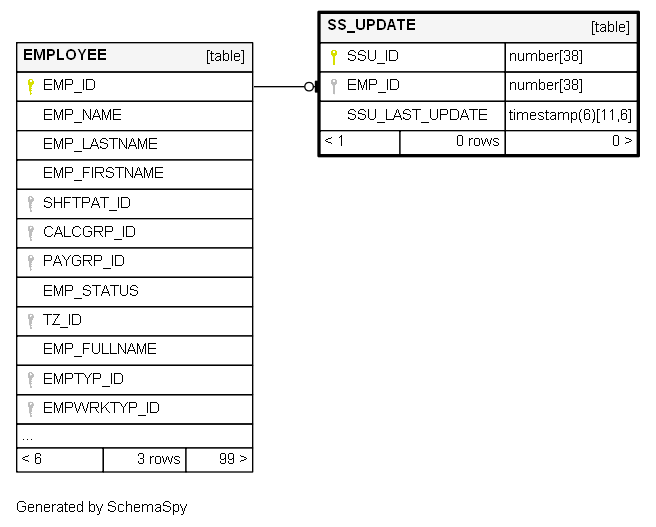 EMPLOYEE [table]
EMP_ID
EMP_NAME
EMP_LASTNAME
EMP_FIRSTNAME
SHFTPAT_ID
CALCGRP_ID
PAYGRP_ID
EMP_STATUS
TZ_ID
EMP_FULLNAME
EMPTYP_ID
EMPWRKTYP_ID
...
< 6 3 rows 99 >
SS_UPDATE [table]
SSU_ID number[38]
EMP_ID number[38]
SSU_LAST_UPDATE timestamp(6)[11,6]
< 1 0 rows 0 >
Generated by SchemaSpy